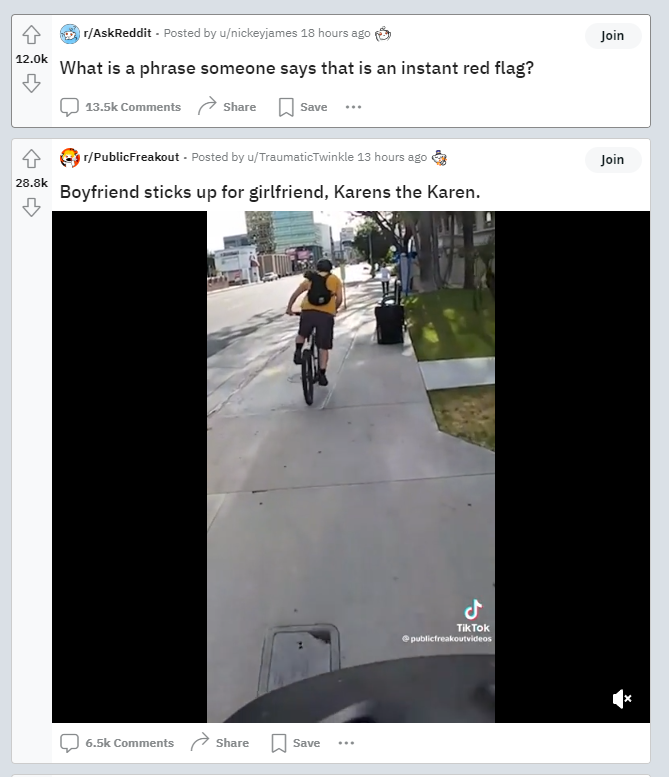 r/AskReddit · Posted by u/nickeyjames 18 hours ago
Join
12.0k
What is a phrase someone says that is an instant red flag?
13.5k Comments Share Save ···
r/PublicFreakout · Posted by u/TraumaticTwinkle 13 hours ago
Join
28.8k
Boyfriend sticks up for girlfriend, Karens the Karen.
TikTok
@publicfreakoutvideos
6.5k Comments Share Save ···